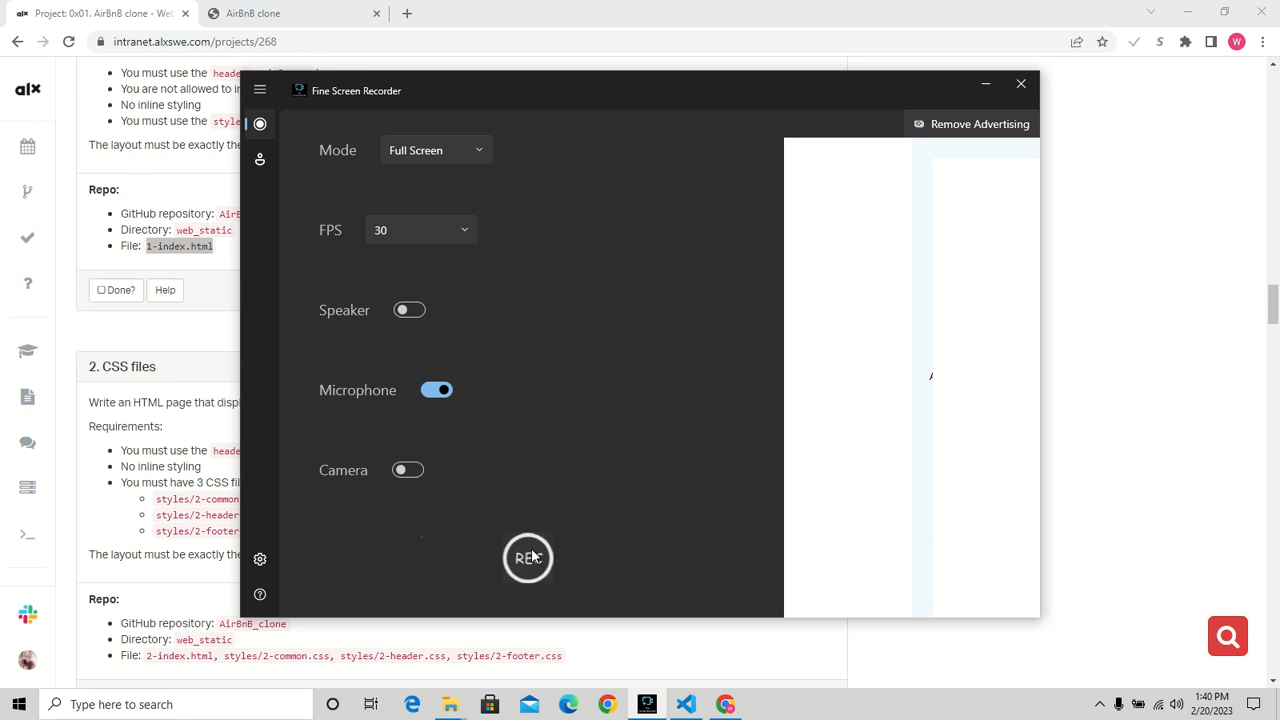 alx Project: 0x01. AirBnB clone - We
AirBnB clone
intranet.alxswe.com/projects/268
alx
You must use the
You are not allowed to
No inline styling
You must use the
The layout must be exactly the
Repo:
GitHub repository:
Directory: web_static
File: 1-index.html
Done? Help
2. CSS files
Write an HTML page that
Requirements:
You must use the
No inline styling
You must have 3 CSS
styles/2-common
styles/2-header
styles/2-footer
The layout must be exactly the
Repo:
GitHub repository: AirBnB_clone
Directory: web_static
File: 2-index.html, styles/2-common.css, styles/2-header.css, styles/2-footer.css
Fine Screen Recorder
Remove Advertising
Mode Full Screen
FPS 30
Speaker
Microphone
Camera
REC
W
Type here to search
1:40 PM
2/20/2023